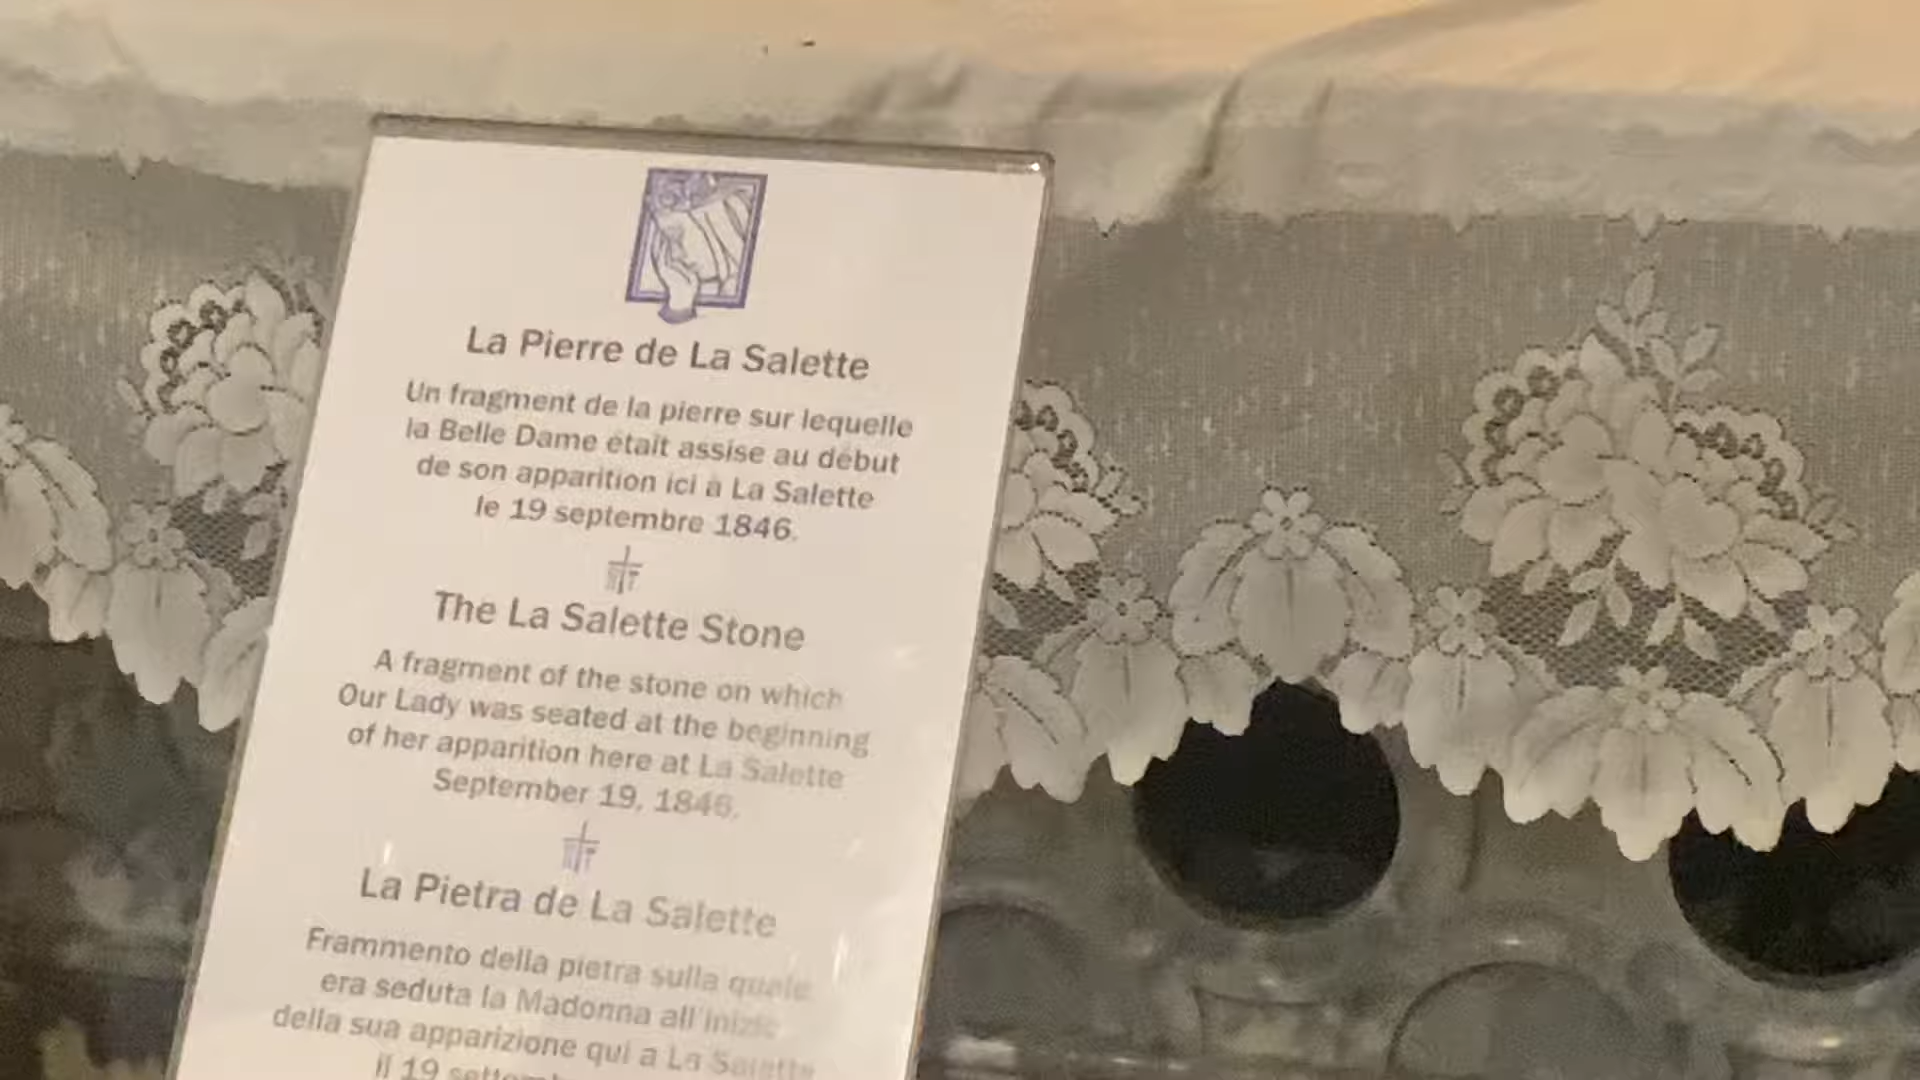 La Pierre de La Salette
Un fragment de la pierre sur lequelle
la Belle Dame était assise au début
de son apparition ici à La Salette
le 19 septembre 1846.
The La Salette Stone
A fragment of the stone on which
Our Lady was seated at the beginning
of her apparition here at La Salette
September 19, 1846.
La Pietra de La Salette
Frammento della pietra sulla quale
era seduta la Madonna all'inizio
della sua apparizione qui a La Salette
il 19